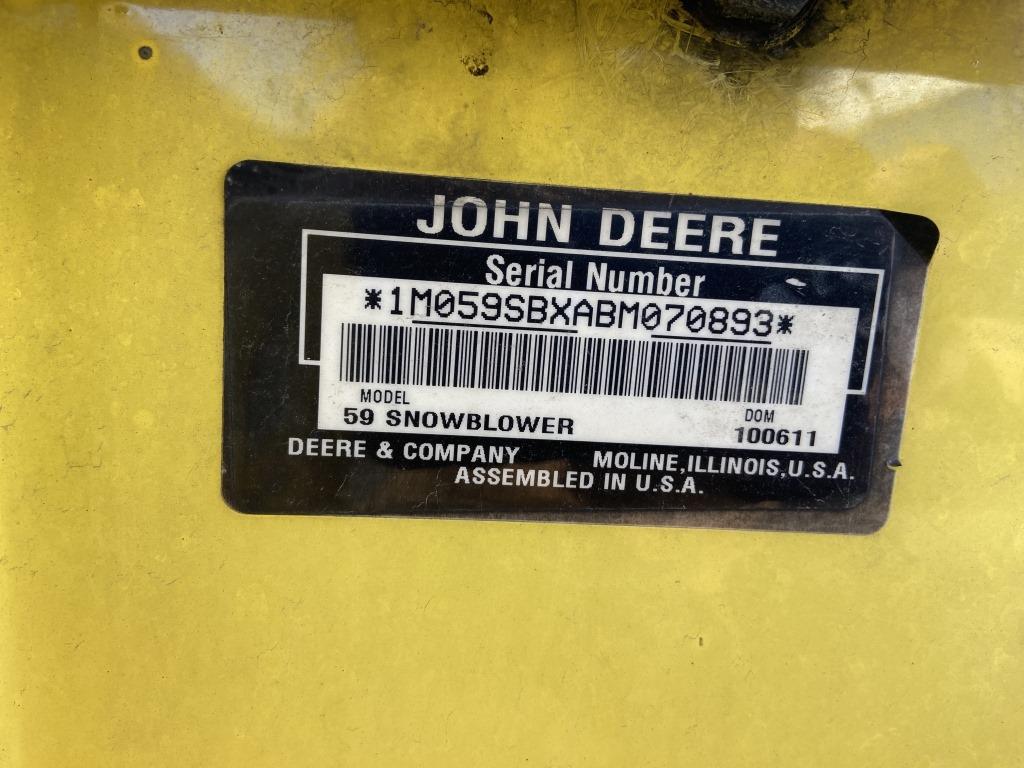 JOHN DEERE
Serial Number
*1M059SBXABM070893*
MODEL DOM
59 SNOWBLOWER 100611
DEERE & COMPANY MOLINE,ILLINOIS,U.S.A.
ASSEMBLED IN U.S.A.